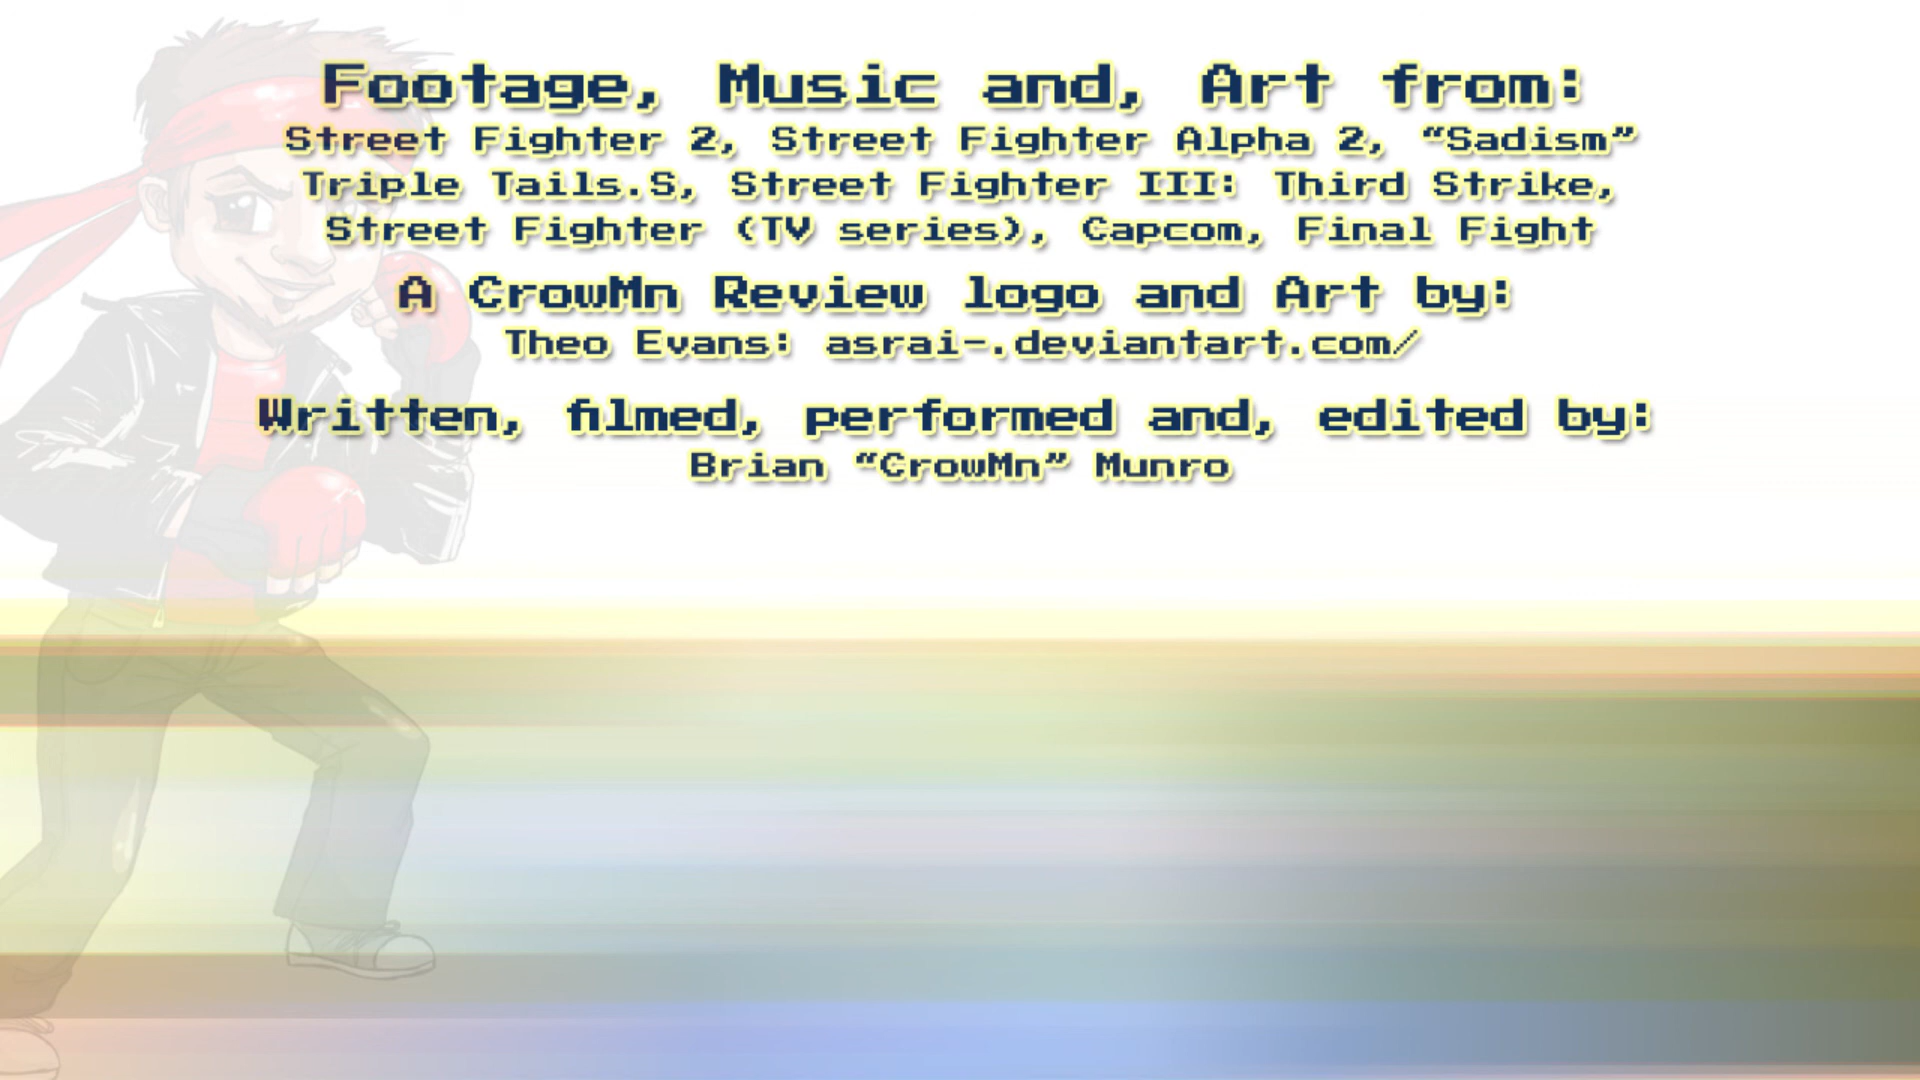 Footage, Music and, Art from:
Street Fighter 2, Street Fighter Alpha 2, “Sadism”
Triple Tails.S, Street Fighter III: Third Strike,
Street Fighter (TV series), Capcom, Final Fight
A CrowMn Review logo and Art by:
Theo Evans: asrai-.deviantart.com/
Written, filmed, performed and, edited by:
Brian “CrowMn” Munro